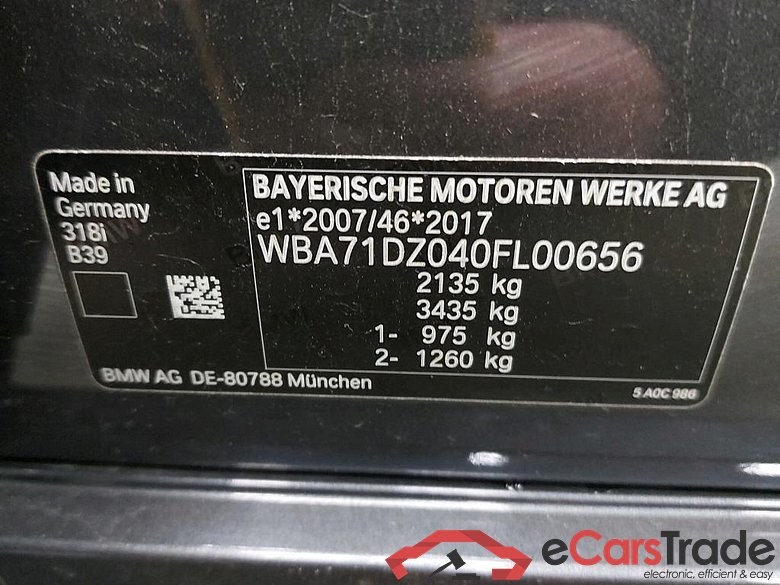 Made in
Germany
318i
B39
BAYERISCHE MOTOREN WERKE AG
e1*2007/46*2017
WBA71DZ040FL00656
2135 kg
3435 kg
1- 975 kg
2- 1260 kg
BMW AG DE-80788 München
5 A0C 986
eCarsTrade
electronic, efficient & easy